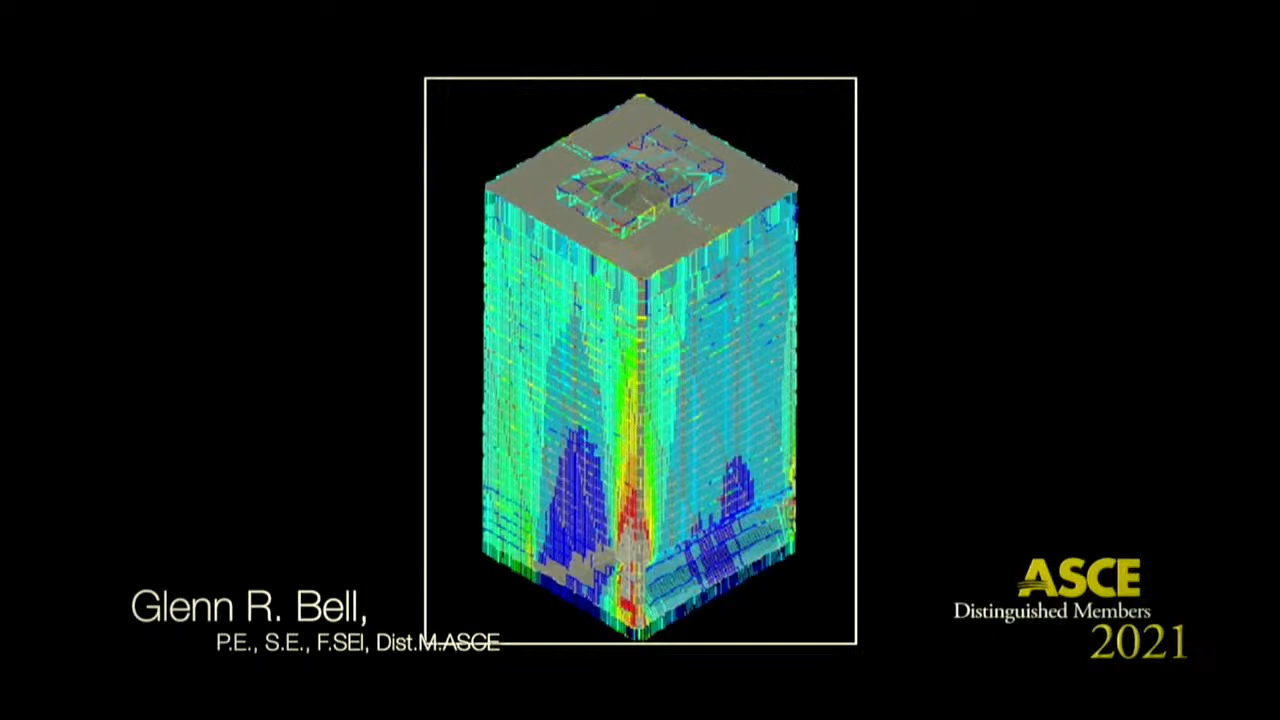 Glenn R. Bell,
P.E., S.E., F.SEI, Dist.M.ASCE
ASCE
Distinguished Members
2021